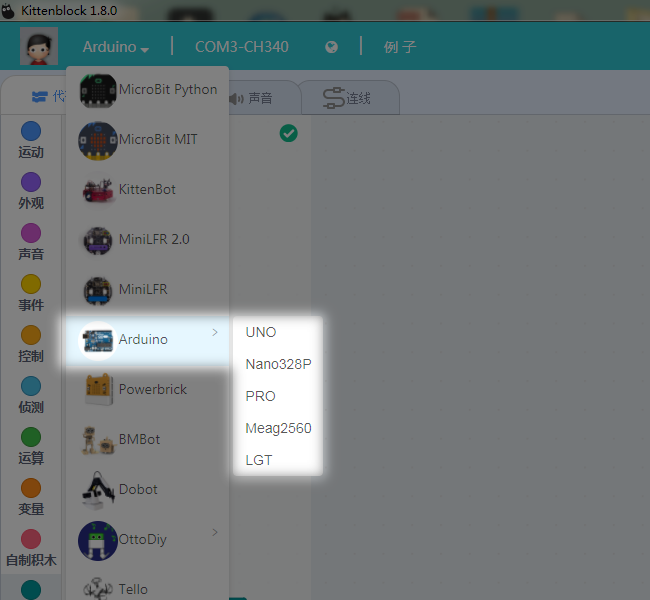 Kittenblock 1.8.0
Arduino
COM3-CH340
例子
声音
连线
运动
外观
声音
事件
控制
侦测
运算
变量
自制积木
MicroBit Python
MicroBit MIT
KittenBot
MiniLFR 2.0
MiniLFR
Arduino
Powerbrick
BMBot
Dobot
OttoDiy
Tello
UNO
Nano328P
PRO
Meag2560
LGT